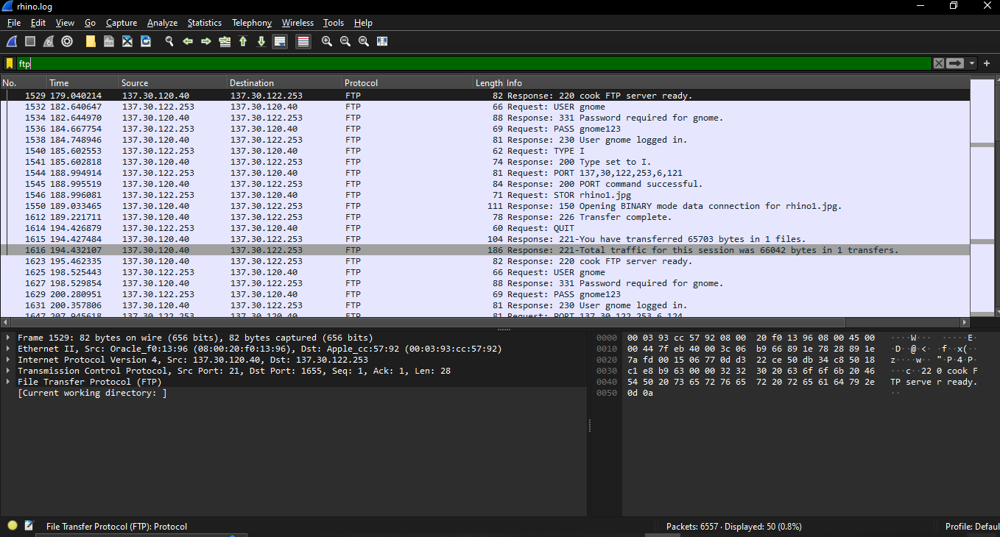 rhino.log
File Edit View Go Capture Analyze Statistics Telephony Wireless Tools Help
ftp
No. Time Source Destination Protocol Length Info
1529 179.040214 137.30.120.40 137.30.122.253 FTP 82 Response: 220 cook FTP server ready.
1532 182.640647 137.30.122.253 137.30.120.40 FTP 66 Request: USER gnome
1534 182.644970 137.30.120.40 137.30.122.253 FTP 88 Response: 331 Password required for gnome.
1536 184.667754 137.30.122.253 137.30.120.40 FTP 69 Request: PASS gnome123
1538 184.748946 137.30.120.40 137.30.122.253 FTP 81 Response: 230 User gnome logged in.
1540 185.602553 137.30.122.253 137.30.120.40 FTP 62 Request: TYPE I
1541 185.602818 137.30.120.40 137.30.122.253 FTP 74 Response: 200 Type set to I.
1544 188.994914 137.30.122.253 137.30.120.40 FTP 81 Request: PORT 137,30,122,253,6,121
1545 188.995519 137.30.120.40 137.30.122.253 FTP 84 Response: 200 PORT command successful.
1546 188.996081 137.30.122.253 137.30.120.40 FTP 71 Request: STOR rhino1.jpg
1550 189.033465 137.30.120.40 137.30.122.253 FTP 111 Response: 150 Opening BINARY mode data connection for rhino1.jpg.
1612 189.221711 137.30.120.40 137.30.122.253 FTP 78 Response: 226 Transfer complete.
1614 194.426879 137.30.122.253 137.30.120.40 FTP 60 Request: QUIT
1615 194.427484 137.30.120.40 137.30.122.253 FTP 104 Response: 221-You have transferred 65703 bytes in 1 files.
1616 194.432107 137.30.120.40 137.30.122.253 FTP 186 Response: 221-Total traffic for this session was 66042 bytes in 1 transfers.
1623 195.462335 137.30.120.40 137.30.122.253 FTP 82 Response: 220 cook FTP server ready.
1625 198.525443 137.30.122.253 137.30.120.40 FTP 66 Request: USER gnome
1627 198.529854 137.30.120.40 137.30.122.253 FTP 88 Response: 331 Password required for gnome.
1629 200.280951 137.30.122.253 137.30.120.40 FTP 69 Request: PASS gnome123
1631 200.357806 137.30.120.40 137.30.122.253 FTP 81 Response: 230 User gnome logged in.
1647 207.945618 137.30.122.253 137.30.120.40 FTP 81 Request: PORT 137,30,122,253,6,124
Frame 1529: 82 bytes on wire (656 bits), 82 bytes captured (656 bits)
Ethernet II, Src: Oracle_f0:13:96 (08:00:20:f0:13:96), Dst: Apple_cc:57:92 (00:03:93:cc:57:92)
Internet Protocol Version 4, Src: 137.30.120.40, Dst: 137.30.122.253
Transmission Control Protocol, Src Port: 21, Dst Port: 1655, Seq: 1, Ack: 1, Len: 28
File Transfer Protocol (FTP)
[Current working directory: ]
0000 00 03 93 cc 57 92 08 00 20 f0 13 96 08 00 45 00 ····W··· ·····E·
0010 00 44 7f eb 40 00 3c 06 b9 66 89 1e 78 28 89 1e ·D··@·<· ·f··x(··
0020 7a fd 00 15 06 77 0d d3 22 ce 50 db 34 c8 50 18 z····w·· "·P·4·P·
0030 c1 e8 b9 63 00 00 32 32 30 20 63 6f 6f 6b 20 46 ···c··22 0 cook F
0040 54 50 20 73 65 72 76 65 72 20 72 65 61 64 79 2e TP serve r ready.
0050 0d 0a ··
File Transfer Protocol (FTP): Protocol
Packets: 6557 · Displayed: 50 (0.8%)
Profile: Defaul